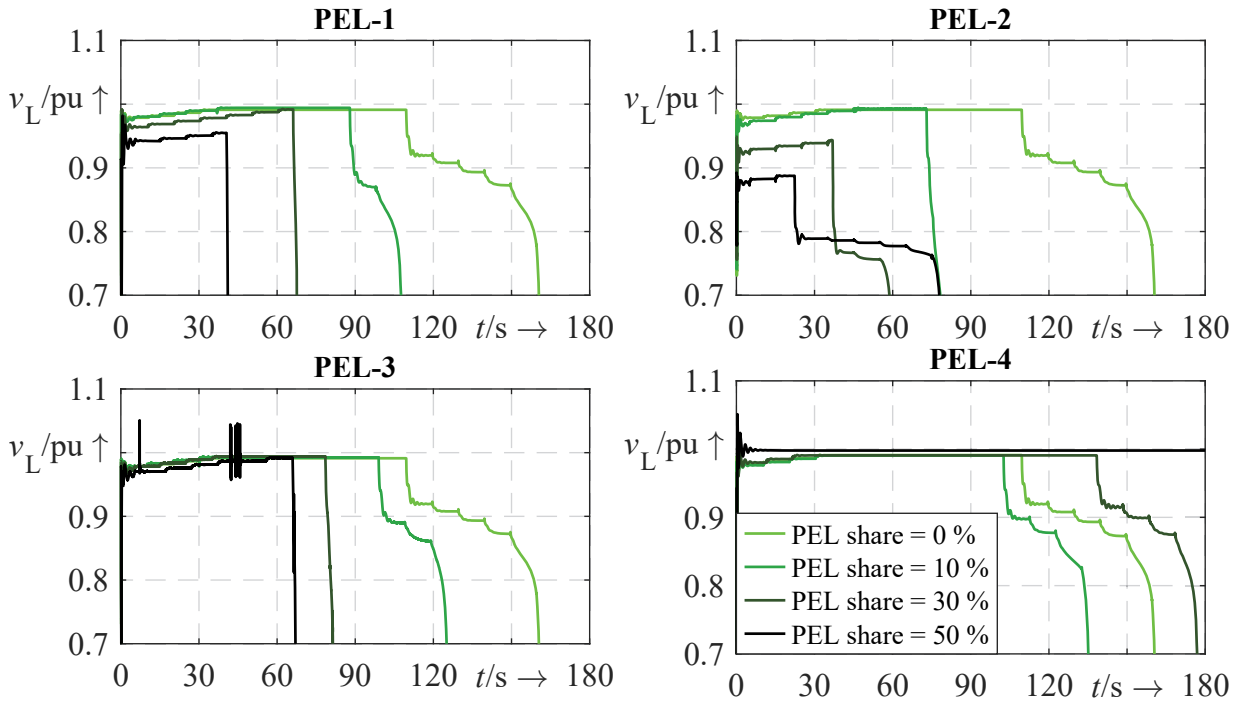 PEL-1
1.1
v_L/pu ↑
0.9
0.8
0.7
0 30 60 90 120 t/s → 180
PEL-2
1.1
v_L/pu ↑
0.9
0.8
0.7
0 30 60 90 120 t/s → 180
PEL-3
1.1
v_L/pu ↑
0.9
0.8
0.7
0 30 60 90 120 t/s → 180
PEL-4
1.1
v_L/pu ↑
0.9
0.8
0.7
PEL share = 0 %
PEL share = 10 %
PEL share = 30 %
PEL share = 50 %
0 30 60 90 120 t/s → 180